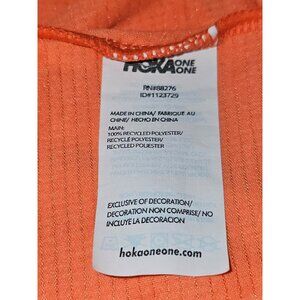 HOKA ONE ONE
RN#88276
ID#1123729
MADE IN CHINA/ FABRIQUÉ AU
CHINE/ HECHO EN CHINA
MAIN:
100% RECYCLED POLYESTER/
RECYCLÉ POLYESTER/
RECYCLED POLIESTER
EXCLUSIVE OF DECORATION/
DECORATION NON COMPRISE/ NO
INCLUYE LA DECORACION
hokaoneone.com